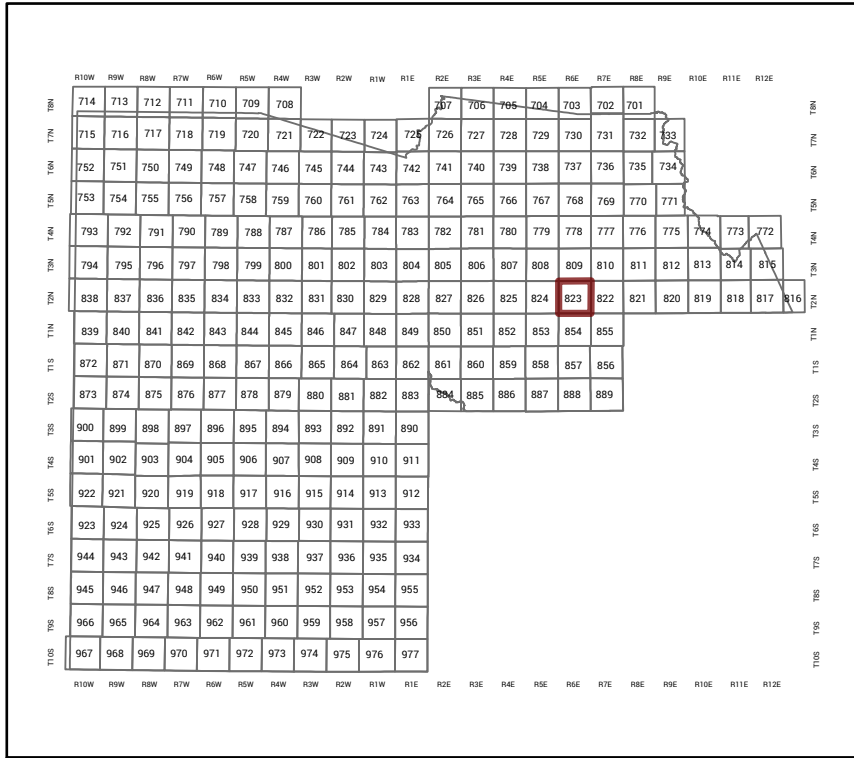 R10W R9W R8W R7W R6W R5W R4W R3W R2W R1W R1E R2E R3E R4E R5E R6E R7E R8E R9E R10E R11E R12E
T8N 714 713 712 711 710 709 708 707 706 705 704 703 702 701 T8N
T7N 715 716 717 718 719 720 721 722 723 724 725 726 727 728 729 730 731 732 733 T7N
T6N 752 751 750 749 748 747 746 745 744 743 742 741 740 739 738 737 736 735 734 T6N
T5N 753 754 755 756 757 758 759 760 761 762 763 764 765 766 767 768 769 770 771 T5N
T4N 793 792 791 790 789 788 787 786 785 784 783 782 781 780 779 778 777 776 775 774 773 772 T4N
T3N 794 795 796 797 798 799 800 801 802 803 804 805 806 807 808 809 810 811 812 813 814 815 T3N
T2N 838 837 836 835 834 833 832 831 830 829 828 827 826 825 824 823 822 821 820 819 818 817 816 T2N
T1N 839 840 841 842 843 844 845 846 847 848 849 850 851 852 853 854 855 T1N
T1S 872 871 870 869 868 867 866 865 864 863 862 861 860 859 858 857 856 T1S
T2S 873 874 875 876 877 878 879 880 881 882 883 884 885 886 887 888 889 T2S
T3S 900 899 898 897 896 895 894 893 892 891 890 T3S
T4S 901 902 903 904 905 906 907 908 909 910 911 T4S
T5S 922 921 920 919 918 917 916 915 914 913 912 T5S
T6S 923 924 925 926 927 928 929 930 931 932 933 T6S
T7S 944 943 942 941 940 939 938 937 936 935 934 T7S
T8S 945 946 947 948 949 950 951 952 953 954 955 T8S
T9S 966 965 964 963 962 961 960 959 958 957 956 T9S
T10S 967 968 969 970 971 972 973 974 975 976 977 T10S
R10W R9W R8W R7W R6W R5W R4W R3W R2W R1W R1E R2E R3E R4E R5E R6E R7E R8E R9E R10E R11E R12E